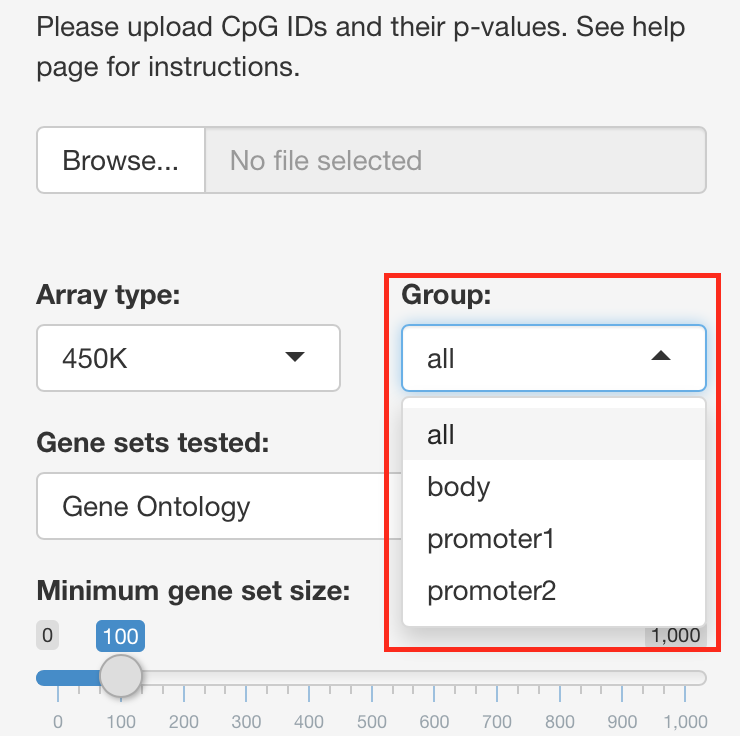 Please upload CpG IDs and their p-values. See help
page for instructions.
Browse... No file selected
Array type: Group:
450K all
all
Gene sets tested:
body
Gene Ontology
promoter1
Minimum gene set size: promoter2
0 100 1,000
0 100 200 300 400 500 600 700 800 900 1,000